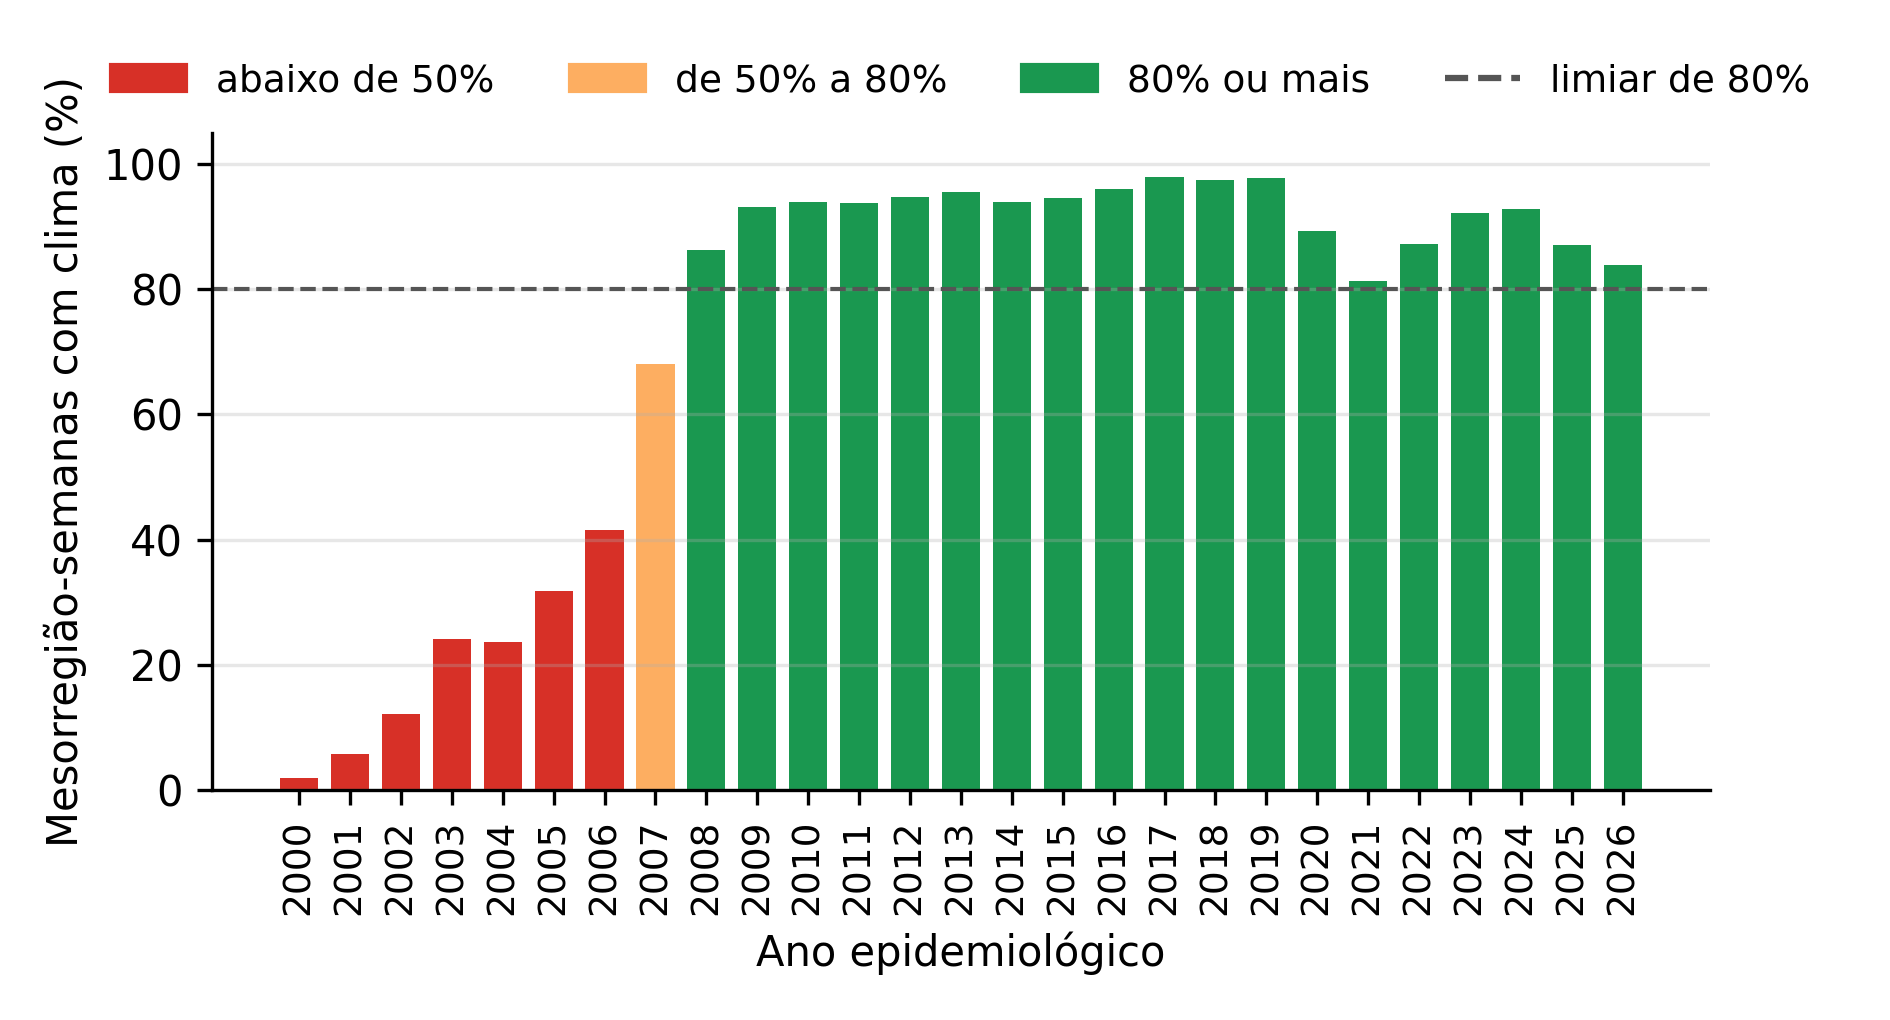 abaixo de 50% de 50% a 80% 80% ou mais limiar de 80%
Mesorregião-semanas com clima (%)
100
80
60
40
20
0
2000 2001 2002 2003 2004 2005 2006 2007 2008 2009 2010 2011 2012 2013 2014 2015 2016 2017 2018 2019 2020 2021 2022 2023 2024 2025 2026
Ano epidemiológico